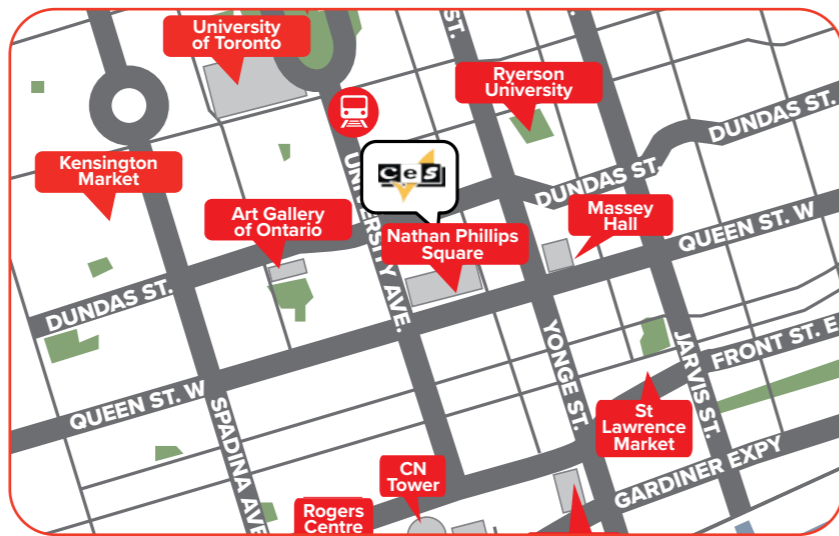 University
of Toronto
ST.
Ryerson
University
DUNDAS ST.
Kensington
Market
CeS
UNIVERSITY AVE.
DUNDAS ST.
Art Gallery
of Ontario
Massey
Hall
Nathan Phillips
Square
QUEEN ST. W
DUNDAS ST.
YONGE ST.
JARVIS ST.
FRONT ST. E
QUEEN ST. W
SPADINA AVE
St
Lawrence
Market
CN
Tower
GARDINER EXPY
Rogers
Centre